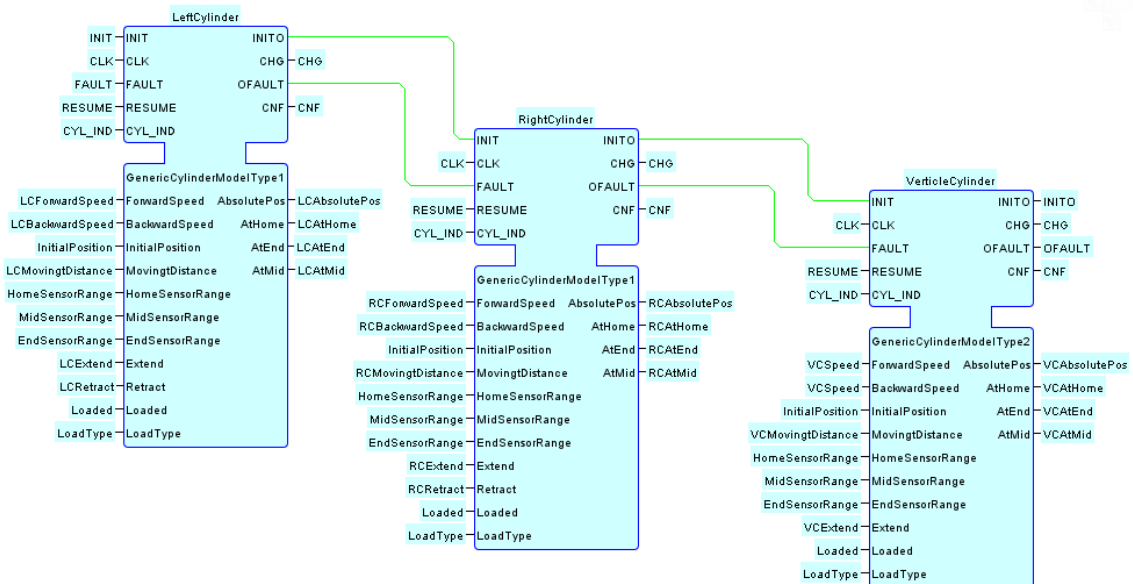 LeftCylinder
INIT INIT INITO
CLK CLK CHG CHG
FAULT FAULT OFAULT
RESUME RESUME CNF CNF
CYL_IND CYL_IND
GenericCylinderModelType1
LCForwardSpeed ForwardSpeed AbsolutePos LCAbsolutePos
LCBackwardSpeed BackwardSpeed AtHome LCAtHome
InitialPosition InitialPosition AtEnd LCAtEnd
LCMovingtDistance MovingtDistance AtMid LCAtMid
HomeSensorRange HomeSensorRange
MidSensorRange MidSensorRange
EndSensorRange EndSensorRange
LCExtend Extend
LCRetract Retract
Loaded Loaded
LoadType LoadType
RightCylinder
INIT INITO
CLK CLK CHG CHG
FAULT OFAULT
RESUME RESUME CNF CNF
CYL_IND CYL_IND
GenericCylinderModelType1
RCForwardSpeed ForwardSpeed AbsolutePos RCAbsolutePos
RCBackwardSpeed BackwardSpeed AtHome RCAtHome
InitialPosition InitialPosition AtEnd RCAtEnd
RCMovingtDistance MovingtDistance AtMid RCAtMid
HomeSensorRange HomeSensorRange
MidSensorRange MidSensorRange
EndSensorRange EndSensorRange
RCExtend Extend
RCRetract Retract
Loaded Loaded
LoadType LoadType
VerticleCylinder
INIT INITO INITO
CLK CLK CHG CHG
FAULT OFAULT OFAULT
RESUME RESUME CNF CNF
CYL_IND CYL_IND
GenericCylinderModelType2
VCSpeed ForwardSpeed AbsolutePos VCAbsolutePos
VCSpeed BackwardSpeed AtHome VCAtHome
InitialPosition InitialPosition AtEnd VCAtEnd
VCMovingtDistance MovingtDistance AtMid VCAtMid
HomeSensorRange HomeSensorRange
MidSensorRange MidSensorRange
EndSensorRange EndSensorRange
VCExtend Extend
Loaded Loaded
LoadType LoadType